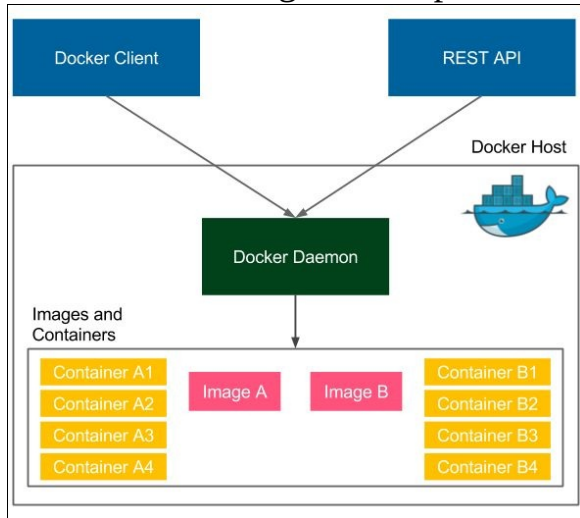 Docker Client
REST API
Docker Host
Docker Daemon
Images and
Containers
Container A1
Container A2
Container A3
Container A4
Image A
Image B
Container B1
Container B2
Container B3
Container B4